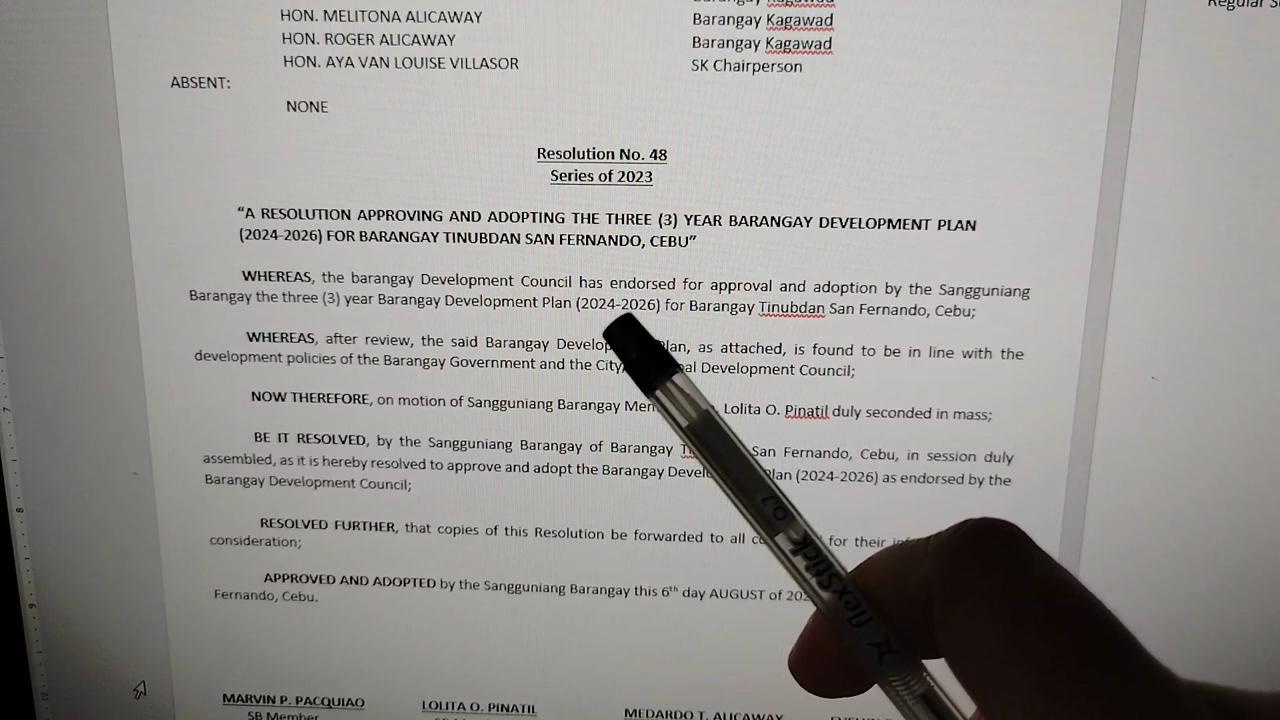 HON. MELITONA ALICAWAY Barangay Kagawad
HON. ROGER ALICAWAY Barangay Kagawad
HON. AYA VAN LOUISE VILLASOR SK Chairperson
ABSENT:
NONE
Resolution No. 48
Series of 2023
“A RESOLUTION APPROVING AND ADOPTING THE THREE (3) YEAR BARANGAY DEVELOPMENT PLAN
(2024-2026) FOR BARANGAY TINUBDAN SAN FERNANDO, CEBU”
WHEREAS, the barangay Development Council has endorsed for approval and adoption by the Sangguniang
Barangay the three (3) year Barangay Development Plan (2024-2026) for Barangay Tinubdan San Fernando, Cebu;
WHEREAS, after review, the said Barangay Plan, as attached, is found to be in line with the
development policies of the Barangay Government and the City Development Council;
NOW THEREFORE, on motion of Sangguniang Barangay Lolita O. Pinatil duly seconded in mass;
BE IT RESOLVED, by the Sangguniang Barangay of Barangay San Fernando, Cebu, in session duly
assembled, as it is hereby resolved to approve and adopt the Barangay Plan (2024-2026) as endorsed by the
Barangay Development Council;
RESOLVED FURTHER, that copies of this Resolution be forwarded to all for their
consideration;
APPROVED AND ADOPTED by the Sangguniang Barangay this 6th day AUGUST of
Fernando, Cebu.
MARVIN P. PACQUIAO LOLITA O. PINATIL MEDARDO T. ALICAWAY
SB Member
Regular
0.7
flexStick
X
7
8
9
10